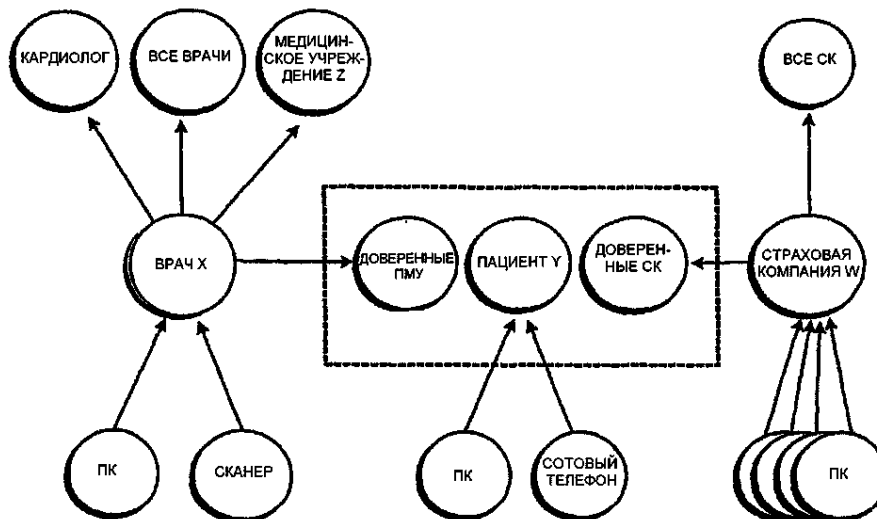 КАРДИОЛОГ
ВСЕ ВРАЧИ
МЕДИЦИН-
СКОЕ УЧРЕЖ-
ДЕНИЕ Z
ВСЕ СК
ВРАЧ X
ДОВЕРЕННЫЕ
ПМУ
ПАЦИЕНТ Y
ДОВЕРЕН-
НЫЕ СК
СТРАХОВАЯ
КОМПАНИЯ W
ПК
СКАНЕР
ПК
СОТОВЫЙ
ТЕЛЕФОН
ПК